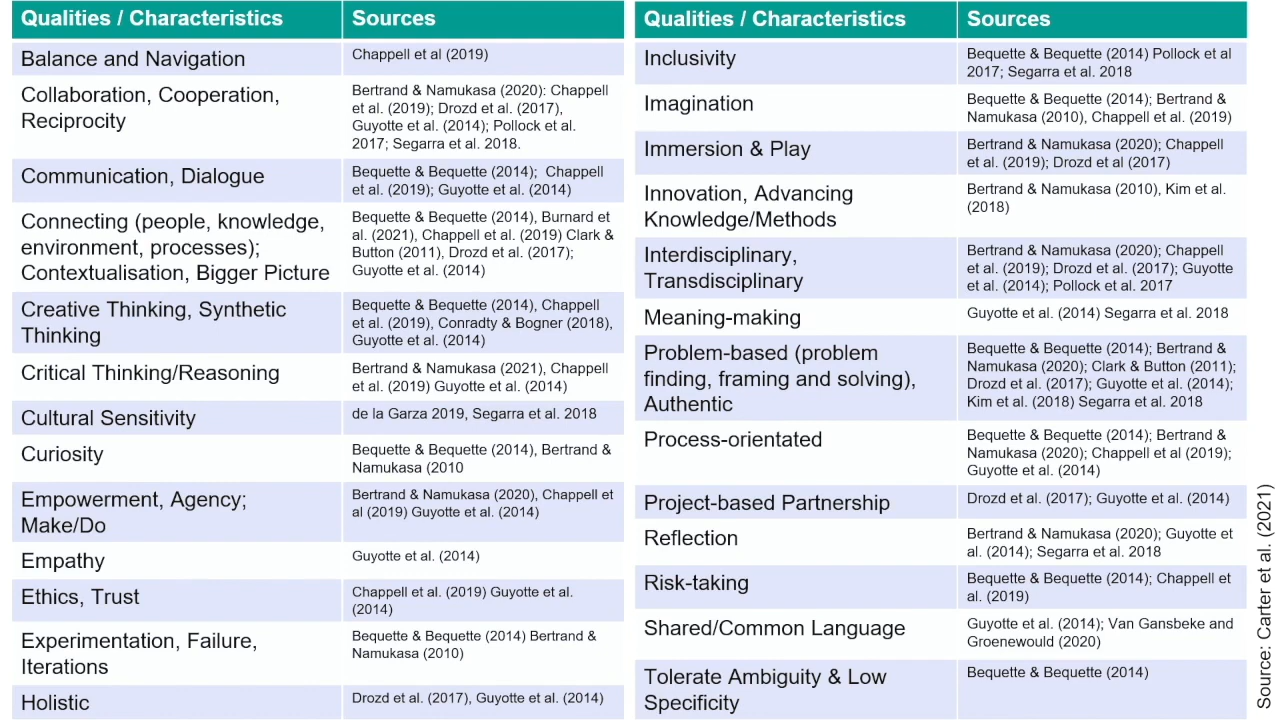 Qualities / Characteristics
Sources
Balance and Navigation
Chappell et al (2019)
Collaboration, Cooperation,
Reciprocity
Bertrand & Namukasa (2020): Chappell
et al. (2019); Drozd et al. (2017),
Guyotte et al. (2014); Pollock et al.
2017; Segarra et al. 2018.
Communication, Dialogue
Bequette & Bequette (2014);  Chappell
et al. (2019); Guyotte et al. (2014)
Connecting (people, knowledge,
environment, processes);
Contextualisation, Bigger Picture
Bequette & Bequette (2014), Burnard et
al. (2021), Chappell et al. (2019) Clark &
Button (2011), Drozd et al. (2017);
Guyotte et al. (2014)
Creative Thinking, Synthetic
Thinking
Bequette & Bequette (2014), Chappell
et al. (2019), Conradty & Bogner (2018),
Guyotte et al. (2014)
Critical Thinking/Reasoning
Bertrand & Namukasa (2021), Chappell
et al. (2019) Guyotte et al. (2014)
Cultural Sensitivity
de la Garza 2019, Segarra et al. 2018
Curiosity
Bequette & Bequette (2014), Bertrand &
Namukasa (2010
Empowerment, Agency;
Make/Do
Bertrand & Namukasa (2020), Chappell et
al (2019) Guyotte et al. (2014)
Empathy
Guyotte et al. (2014)
Ethics, Trust
Chappell et al. (2019) Guyotte et al.
(2014)
Experimentation, Failure,
Iterations
Bequette & Bequette (2014) Bertrand &
Namukasa (2010)
Holistic
Drozd et al. (2017), Guyotte et al. (2014)
Qualities / Characteristics
Sources
Inclusivity
Bequette & Bequette (2014) Pollock et al
2017; Segarra et al. 2018
Imagination
Bequette & Bequette (2014); Bertrand &
Namukasa (2010), Chappell et al. (2019)
Immersion & Play
Bertrand & Namukasa (2020); Chappell
et al. (2019); Drozd et al (2017)
Innovation, Advancing
Knowledge/Methods
Bertrand & Namukasa (2010), Kim et al.
(2018)
Interdisciplinary,
Transdisciplinary
Bertrand & Namukasa (2020); Chappell
et al. (2019); Drozd et al. (2017); Guyotte
et al. (2014); Pollock et al. 2017
Meaning-making
Guyotte et al. (2014) Segarra et al. 2018
Problem-based (problem
finding, framing and solving),
Authentic
Bequette & Bequette (2014); Bertrand &
Namukasa (2020); Clark & Button (2011);
Drozd et al. (2017); Guyotte et al. (2014);
Kim et al. (2018) Segarra et al. 2018
Process-orientated
Bequette & Bequette (2014); Bertrand &
Namukasa (2020); Chappell et al (2019);
Guyotte et al. (2014)
Project-based Partnership
Drozd et al. (2017); Guyotte et al. (2014)
Reflection
Bertrand & Namukasa (2020); Guyotte et
al. (2014); Segarra et al. 2018
Risk-taking
Bequette & Bequette (2014); Chappell et
al. (2019)
Shared/Common Language
Guyotte et al. (2014); Van Gansbeke and
Groenewould (2020)
Tolerate Ambiguity & Low
Specificity
Bequette & Bequette (2014)
Source: Carter et al. (2021)